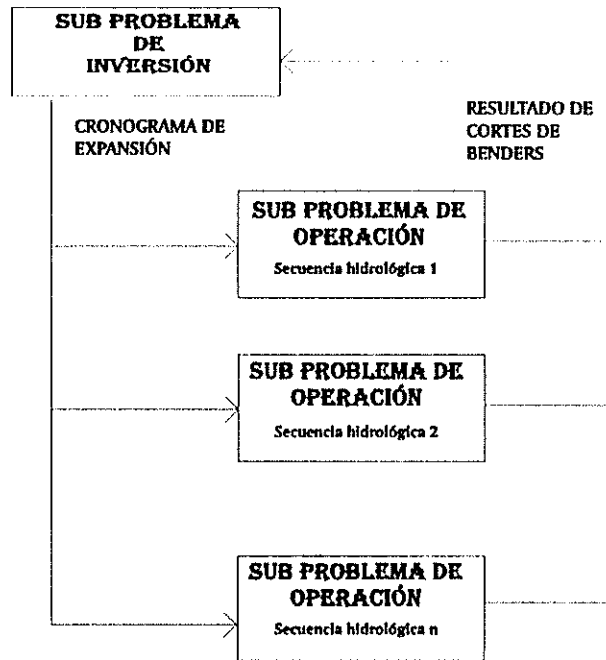 SUB PROBLEMA
DE
INVERSIÓN
CRONOGRAMA DE
EXPANSIÓN
RESULTADO DE
CORTES DE
BENDERS
SUB PROBLEMA DE
OPERACIÓN
Secuencia hidrológica 1
SUB PROBLEMA DE
OPERACIÓN
Secuencia hidrológica 2
SUB PROBLEMA DE
OPERACIÓN
Secuencia hidrológica n